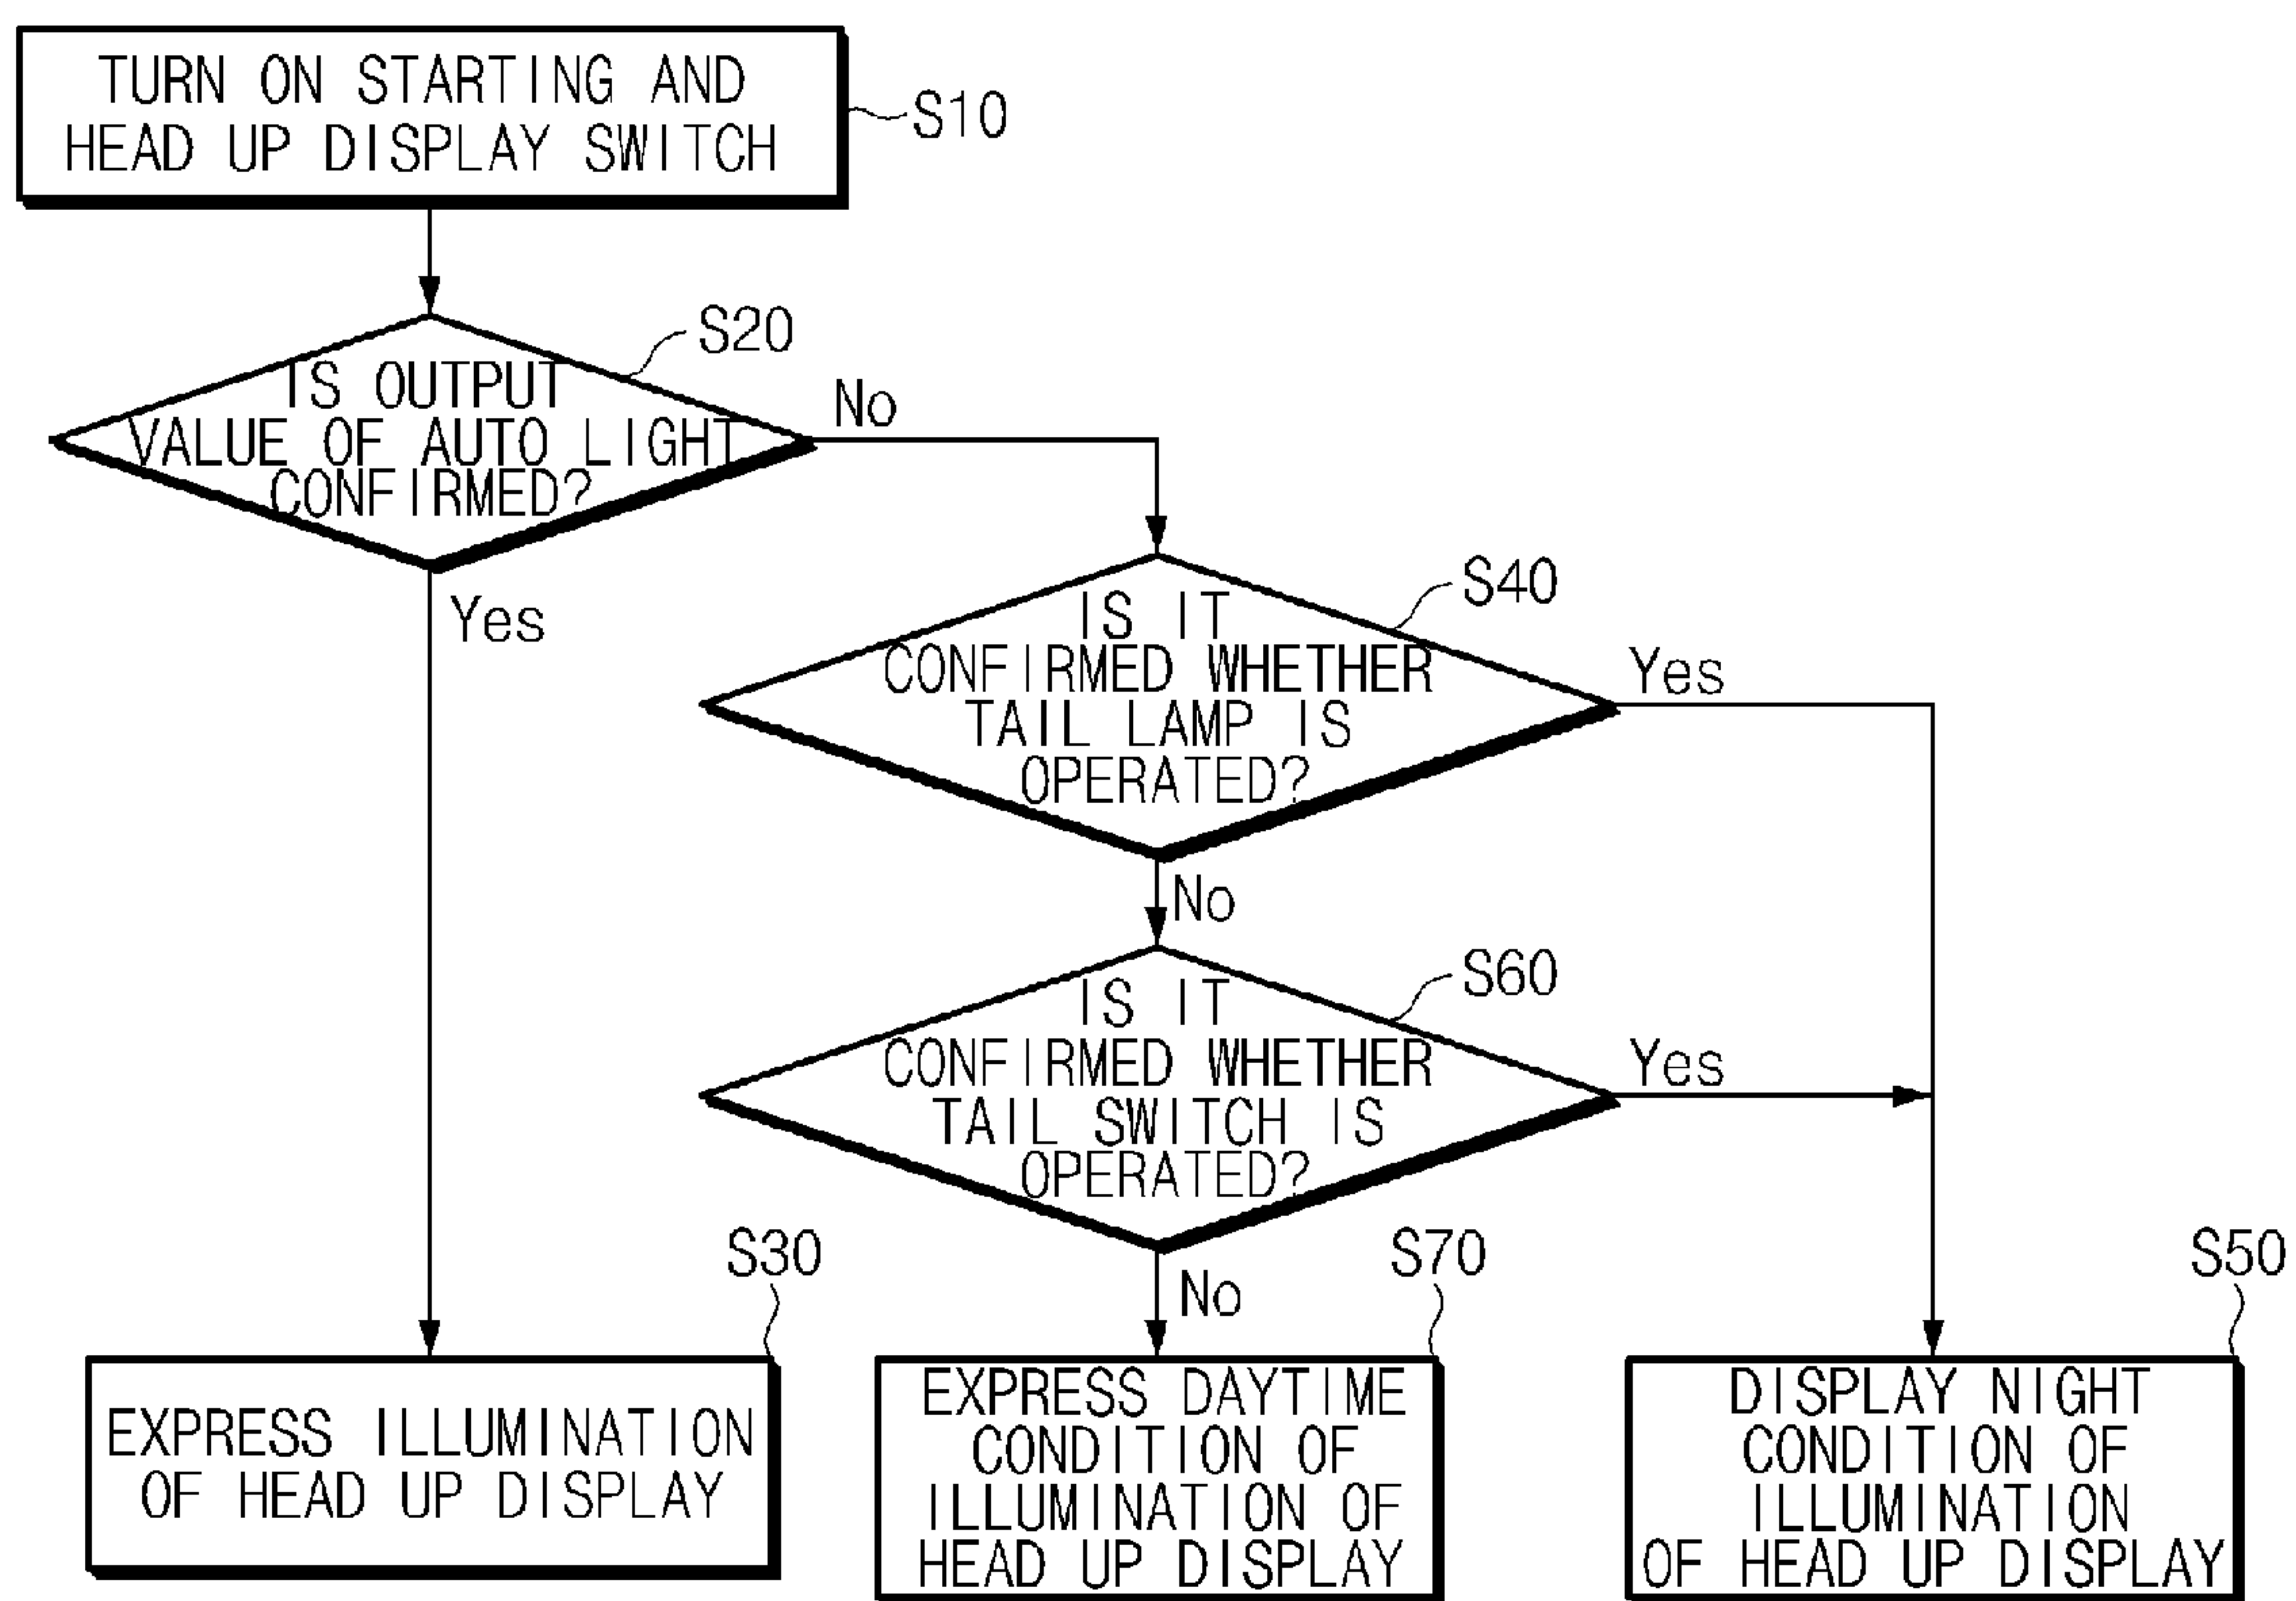 TURN ON STARTING AND
HEAD UP DISPLAY SWITCH
S10
S20
IS OUTPUT
VALUE OF AUTO LIGHT
CONFIRMED?
No
Yes
S40
IS IT
CONFIRMED WHETHER
TAIL LAMP IS
OPERATED?
Yes
No
S60
IS IT
CONFIRMED WHETHER
TAIL SWITCH IS
OPERATED?
Yes
No
S30
EXPRESS ILLUMINATION
OF HEAD UP DISPLAY
S70
EXPRESS DAYTIME
CONDITION OF
ILLUMINATION OF
HEAD UP DISPLAY
S50
DISPLAY NIGHT
CONDITION OF
ILLUMINATION
OF HEAD UP DISPLAY